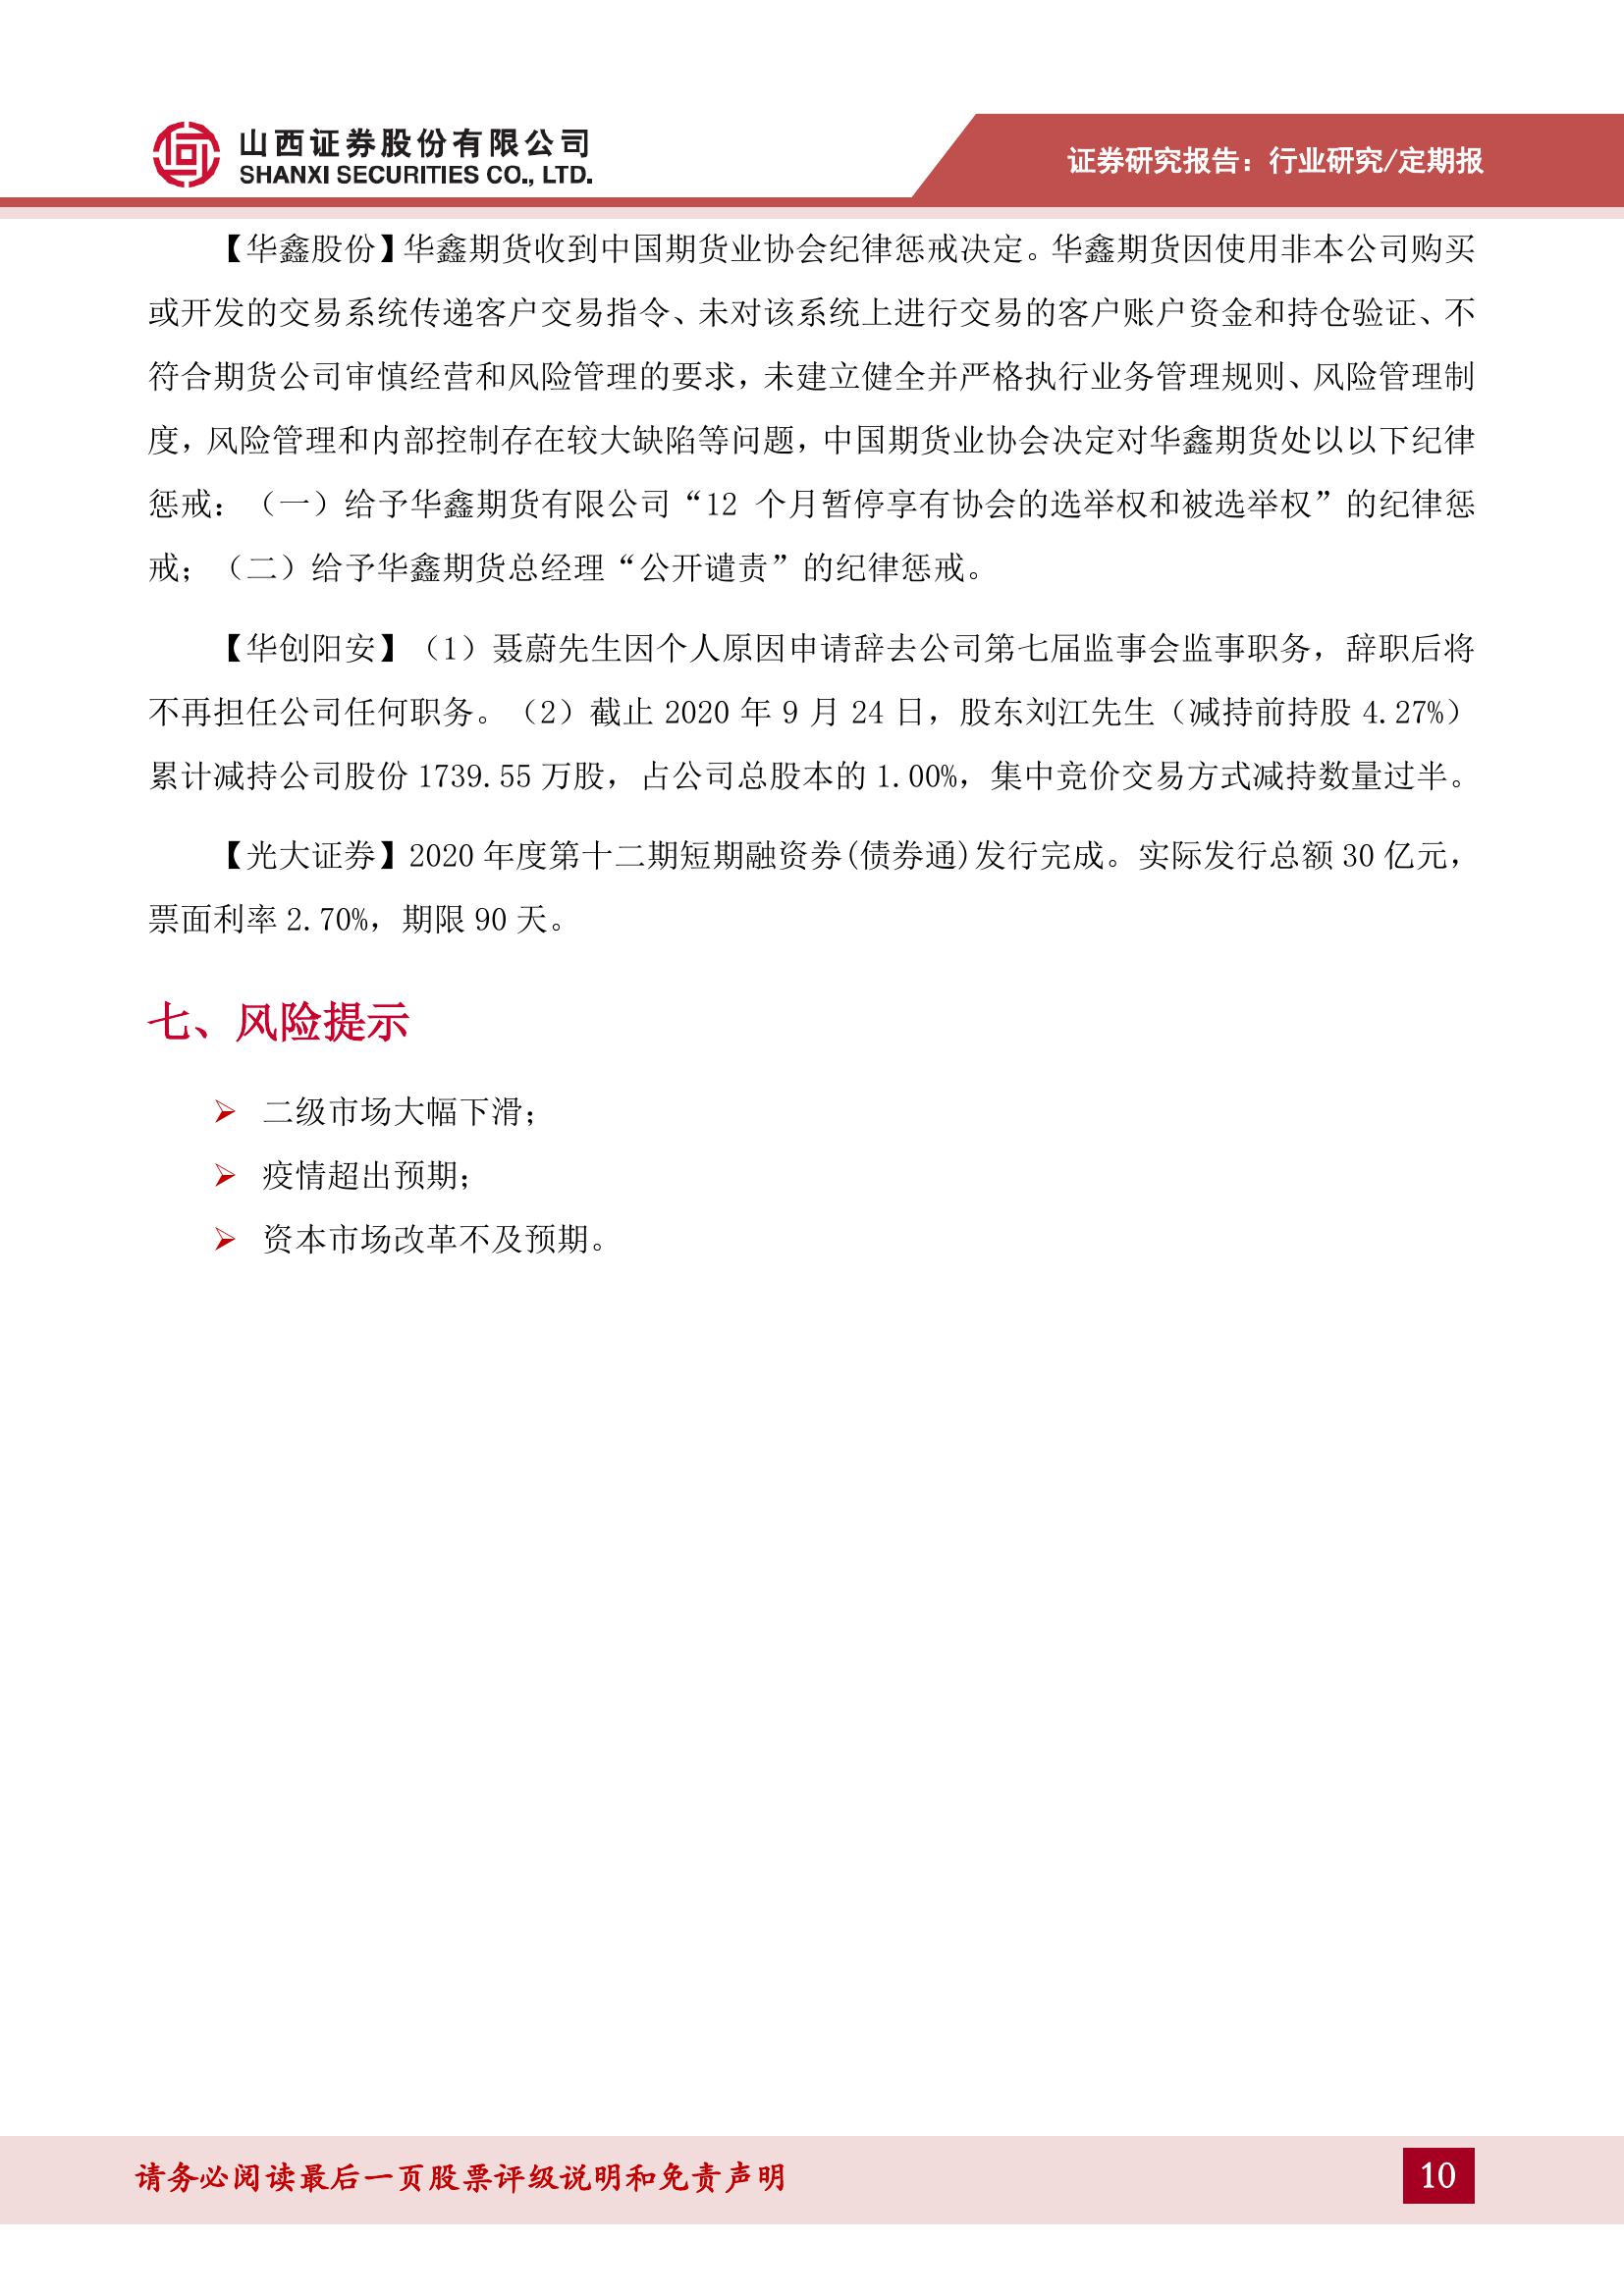 山西证券股份有限公司
SHANXI SECURITIES CO., LTD.
证券研究报告：行业研究/定期报
【华鑫股份】华鑫期货收到中国期货业协会纪律惩戒决定。华鑫期货因使用非本公司购买
或开发的交易系统传递客户交易指令、未对该系统上进行交易的客户账户资金和持仓验证、不
符合期货公司审慎经营和风险管理的要求，未建立健全并严格执行业务管理规则、风险管理制
度，风险管理和内部控制存在较大缺陷等问题，中国期货业协会决定对华鑫期货处以以下纪律
惩戒：（一）给予华鑫期货有限公司“12 个月暂停享有协会的选举权和被选举权”的纪律惩
戒；（二）给予华鑫期货总经理“公开谴责”的纪律惩戒。
【华创阳安】（1）聂蔚先生因个人原因申请辞去公司第七届监事会监事职务，辞职后将
不再担任公司任何职务。（2）截止 2020 年 9 月 24 日，股东刘江先生（减持前持股 4.27%）
累计减持公司股份 1739.55 万股，占公司总股本的 1.00%，集中竞价交易方式减持数量过半。
【光大证券】2020 年度第十二期短期融资券(债券通)发行完成。实际发行总额 30 亿元，
票面利率 2.70%，期限 90 天。
七、风险提示
➢ 二级市场大幅下滑；
➢ 疫情超出预期；
➢ 资本市场改革不及预期。
请务必阅读最后一页股票评级说明和免责声明
10